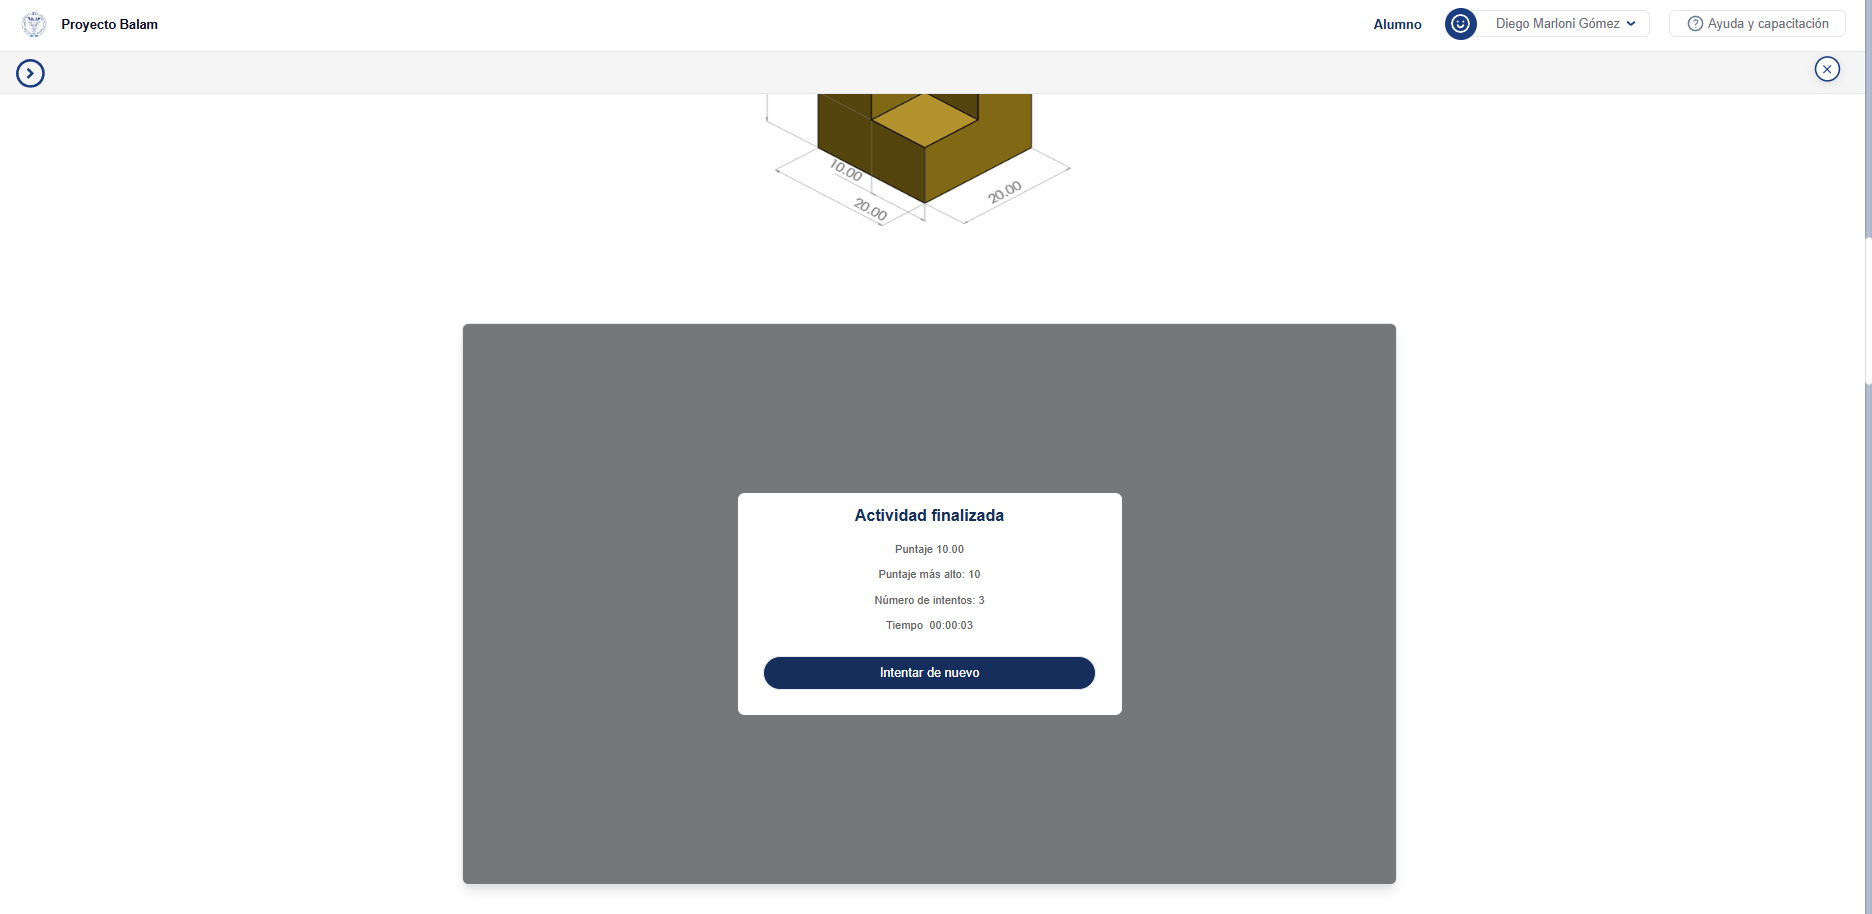 Proyecto Balam
Alumno
Diego Marloni Gómez
Ayuda y capacitación
10.00
20.00
20.00
Actividad finalizada
Puntaje 10.00
Puntaje más alto: 10
Número de intentos: 3
Tiempo 00:00:03
Intentar de nuevo